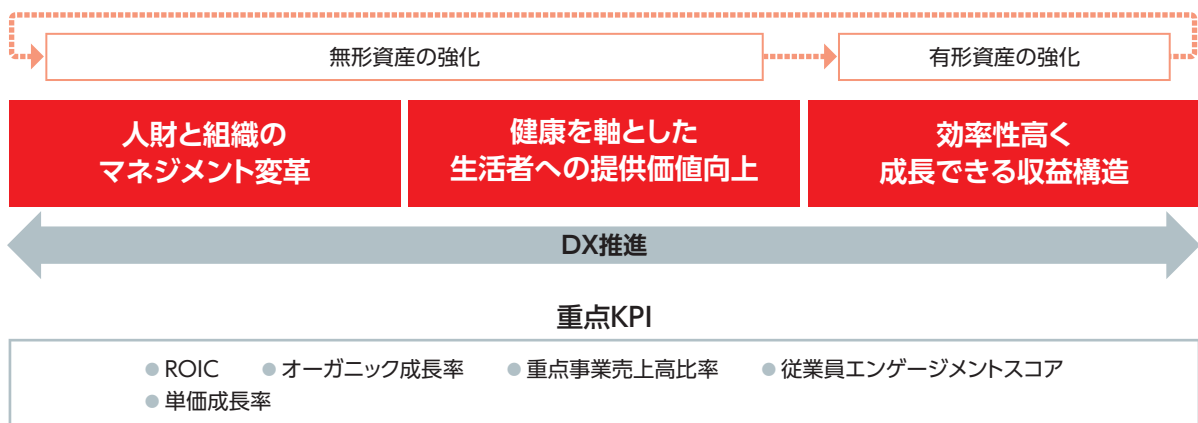 無形資産の強化
有形資産の強化
人財と組織の
マネジメント変革
健康を軸とした
生活者への提供価値向上
効率性高く
成長できる収益構造
DX推進
重点KPI
● ROIC ● オーガニック成長率 ● 重点事業売上高比率 ● 従業員エンゲージメントスコア
● 単価成長率